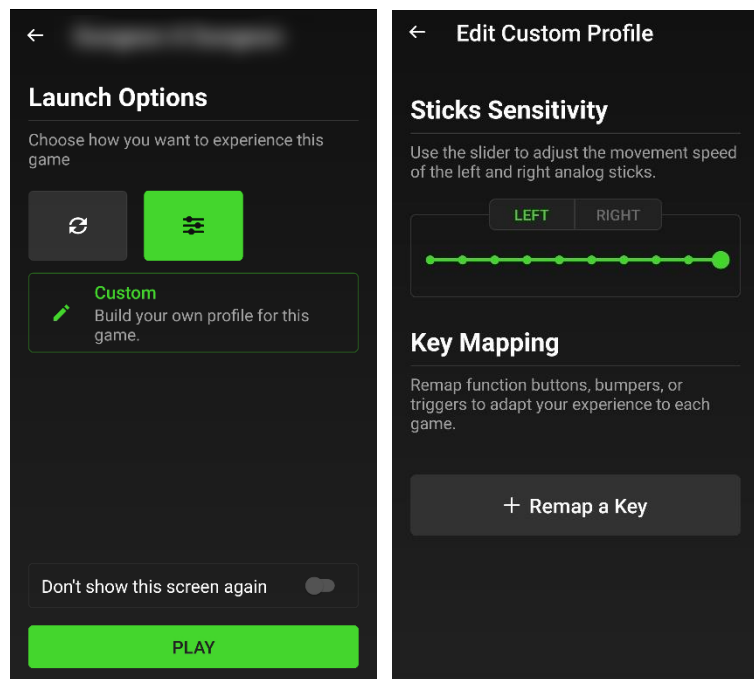 Launch Options
Choose how you want to experience this
game
Custom
Build your own profile for this
game.
Don't show this screen again
PLAY
Edit Custom Profile
Sticks Sensitivity
Use the slider to adjust the movement speed
of the left and right analog sticks.
LEFT RIGHT
Key Mapping
Remap function buttons, bumpers, or
triggers to adapt your experience to each
game.
+ Remap a Key